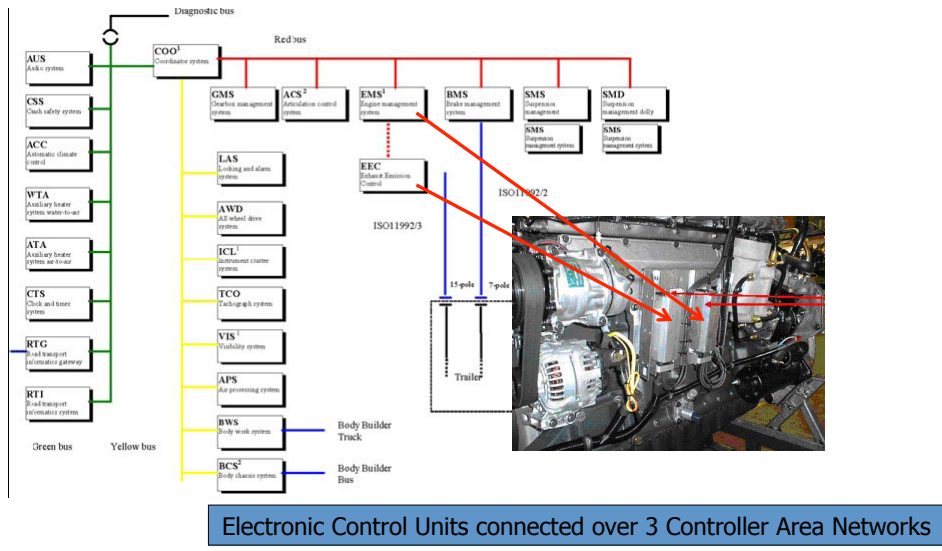 Diagnostic bus
Red bus
AUS
Audio system
CSS
Crash safety system
ACC
Automatic climate
control
WTA
Auxiliary heater
system water-to-air
ATA
Auxiliary heater
system air-to-air
CTS
Clock and timer
system
RTG
Road transport
informatics gateway
RTI
Road transport
informatics system
Green bus
Yellow bus
COO1
Coordinator system
GMS
Gearbox management
system
ACS2
Articulation control
system
EMS1
Engine management
system
BMS
Brake management
system
SMS
Suspension
management system
SMD
Suspension
management dolly
SMS
Suspension
management system
SMS
Suspension
management system
EEC
Exhaust Emission
Control
LAS
Locking and alarm
system
AWD
All wheel drive
system
ICL1
Instrument cluster
system
TCO
Tachograph system
VIS1
Visibility system
APS
Air processing system
BWS
Body work system
BCS2
Body chassis system
Body Builder
Truck
Body Builder
Bus
ISO11992/2
ISO11992/3
15-pole
7-pole
Trailer
Electronic Control Units connected over 3 Controller Area Networks